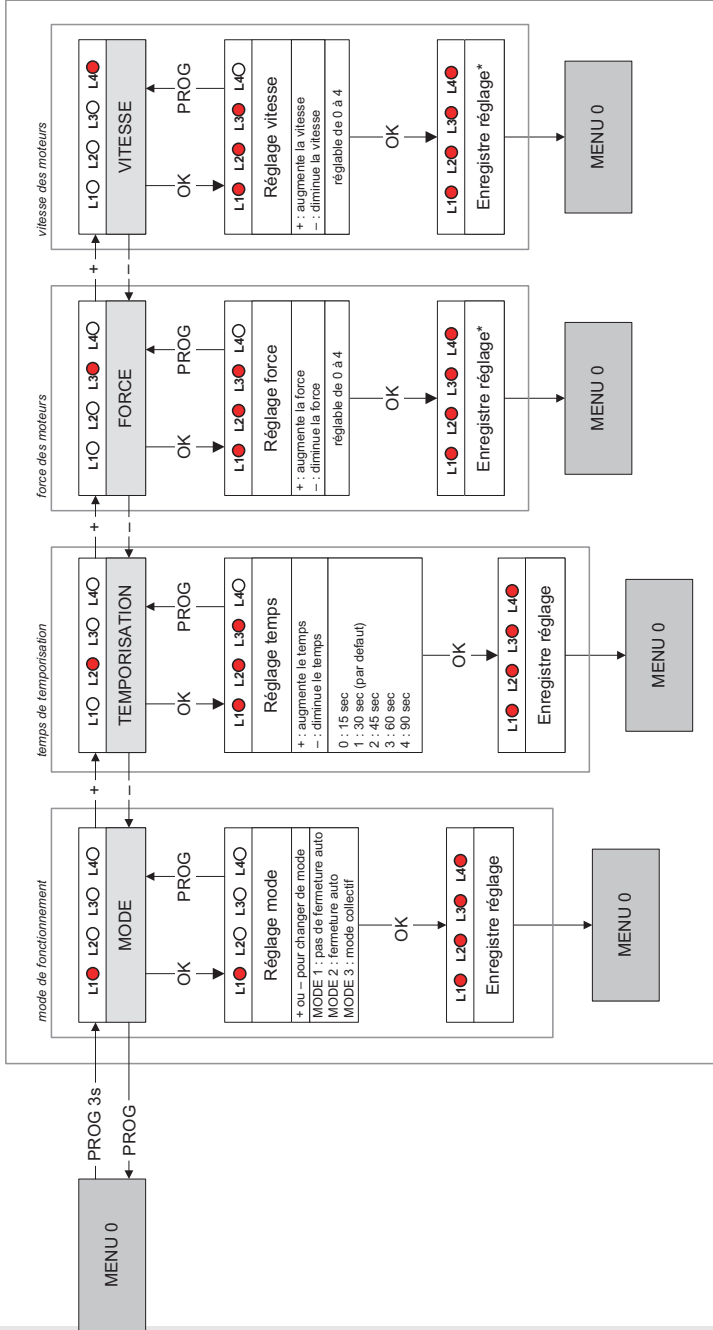 MENU 0
PROG 3s
PROG
mode de fonctionnement
L1 L2 L3 L4
MODE
OK
PROG
L1 L2 L3 L4
Réglage mode
+ ou – pour changer de mode
MODE 1 : pas de fermeture auto
MODE 2 : fermeture auto
MODE 3 : mode collectif
OK
L1 L2 L3 L4
Enregistre réglage
MENU 0
+
–
temps de temporisation
L1 L2 L3 L4
TEMPORISATION
OK
PROG
L1 L2 L3 L4
Réglage temps
+ : augmente le temps
– : diminue le temps
0 : 15 sec
1 : 30 sec (par defaut)
2 : 45 sec
3 : 60 sec
4 : 90 sec
OK
L1 L2 L3 L4
Enregistre réglage
MENU 0
+
–
force des moteurs
L1 L2 L3 L4
FORCE
OK
PROG
L1 L2 L3 L4
Réglage force
+ : augmente la force
– : diminue la force
réglable de 0 à 4
OK
L1 L2 L3 L4
Enregistre réglage*
MENU 0
+
–
vitesse des moteurs
L1 L2 L3 L4
VITESSE
OK
PROG
L1 L2 L3 L4
Réglage vitesse
+ : augmente la vitesse
– : diminue la vitesse
réglable de 0 à 4
OK
L1 L2 L3 L4
Enregistre réglage*
MENU 0